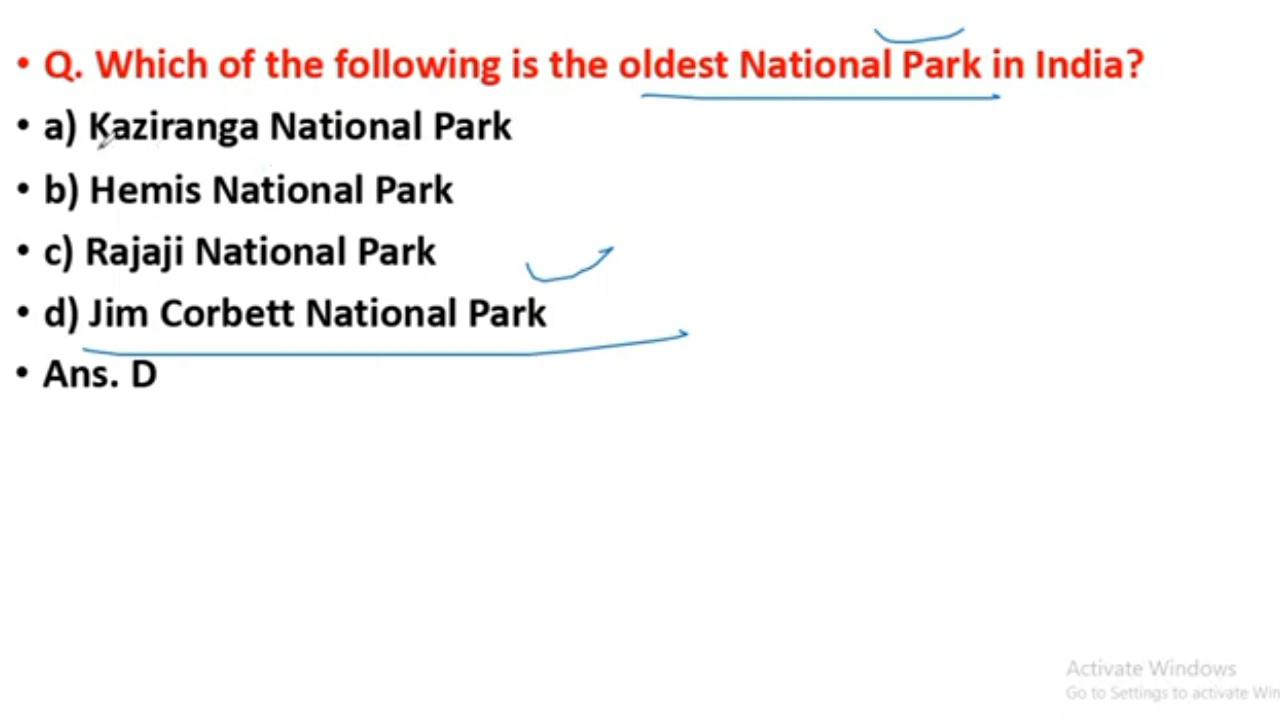 • Q. Which of the following is the oldest National Park in India?
• a) Kaziranga National Park
• b) Hemis National Park
• c) Rajaji National Park
• d) Jim Corbett National Park
• Ans. D
Activate Windows
Go to Settings to activate Win